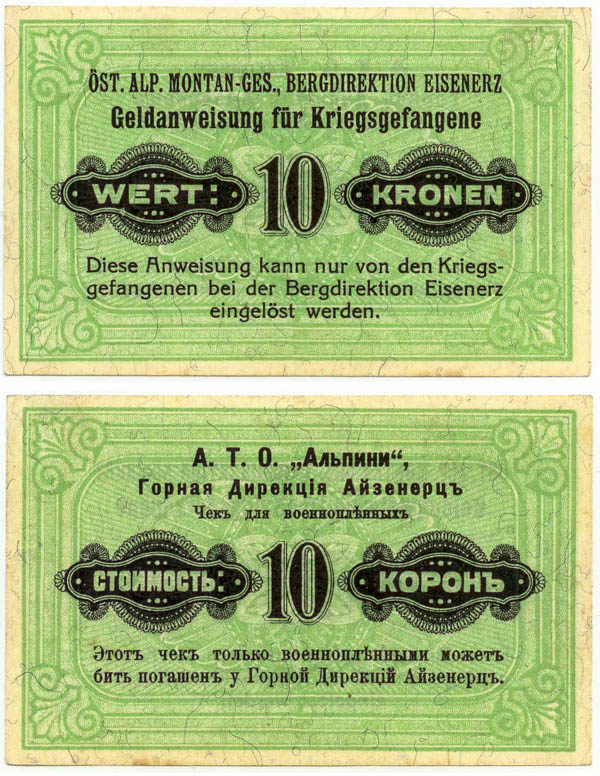 ÖST. ALP. MONTAN-GES., BERGDIREKTION EISENERZ
Geldanweisung für Kriegsgefangene
WERT: 10 KRONEN
Diese Anweisung kann nur von den Kriegs-
gefangenen bei der Bergdirektion Eisenerz
eingelöst werden.
А. Т. О. „Альпини“,
Горная Дирекція Айзенерцъ
Чекъ для военноплѣнныхъ
СТОИМОСТЬ: 10 КОРОНЪ
Этотъ чекъ только военноплѣнными можетъ
бить погашен у Горной Дирекцій Айзенерцъ.